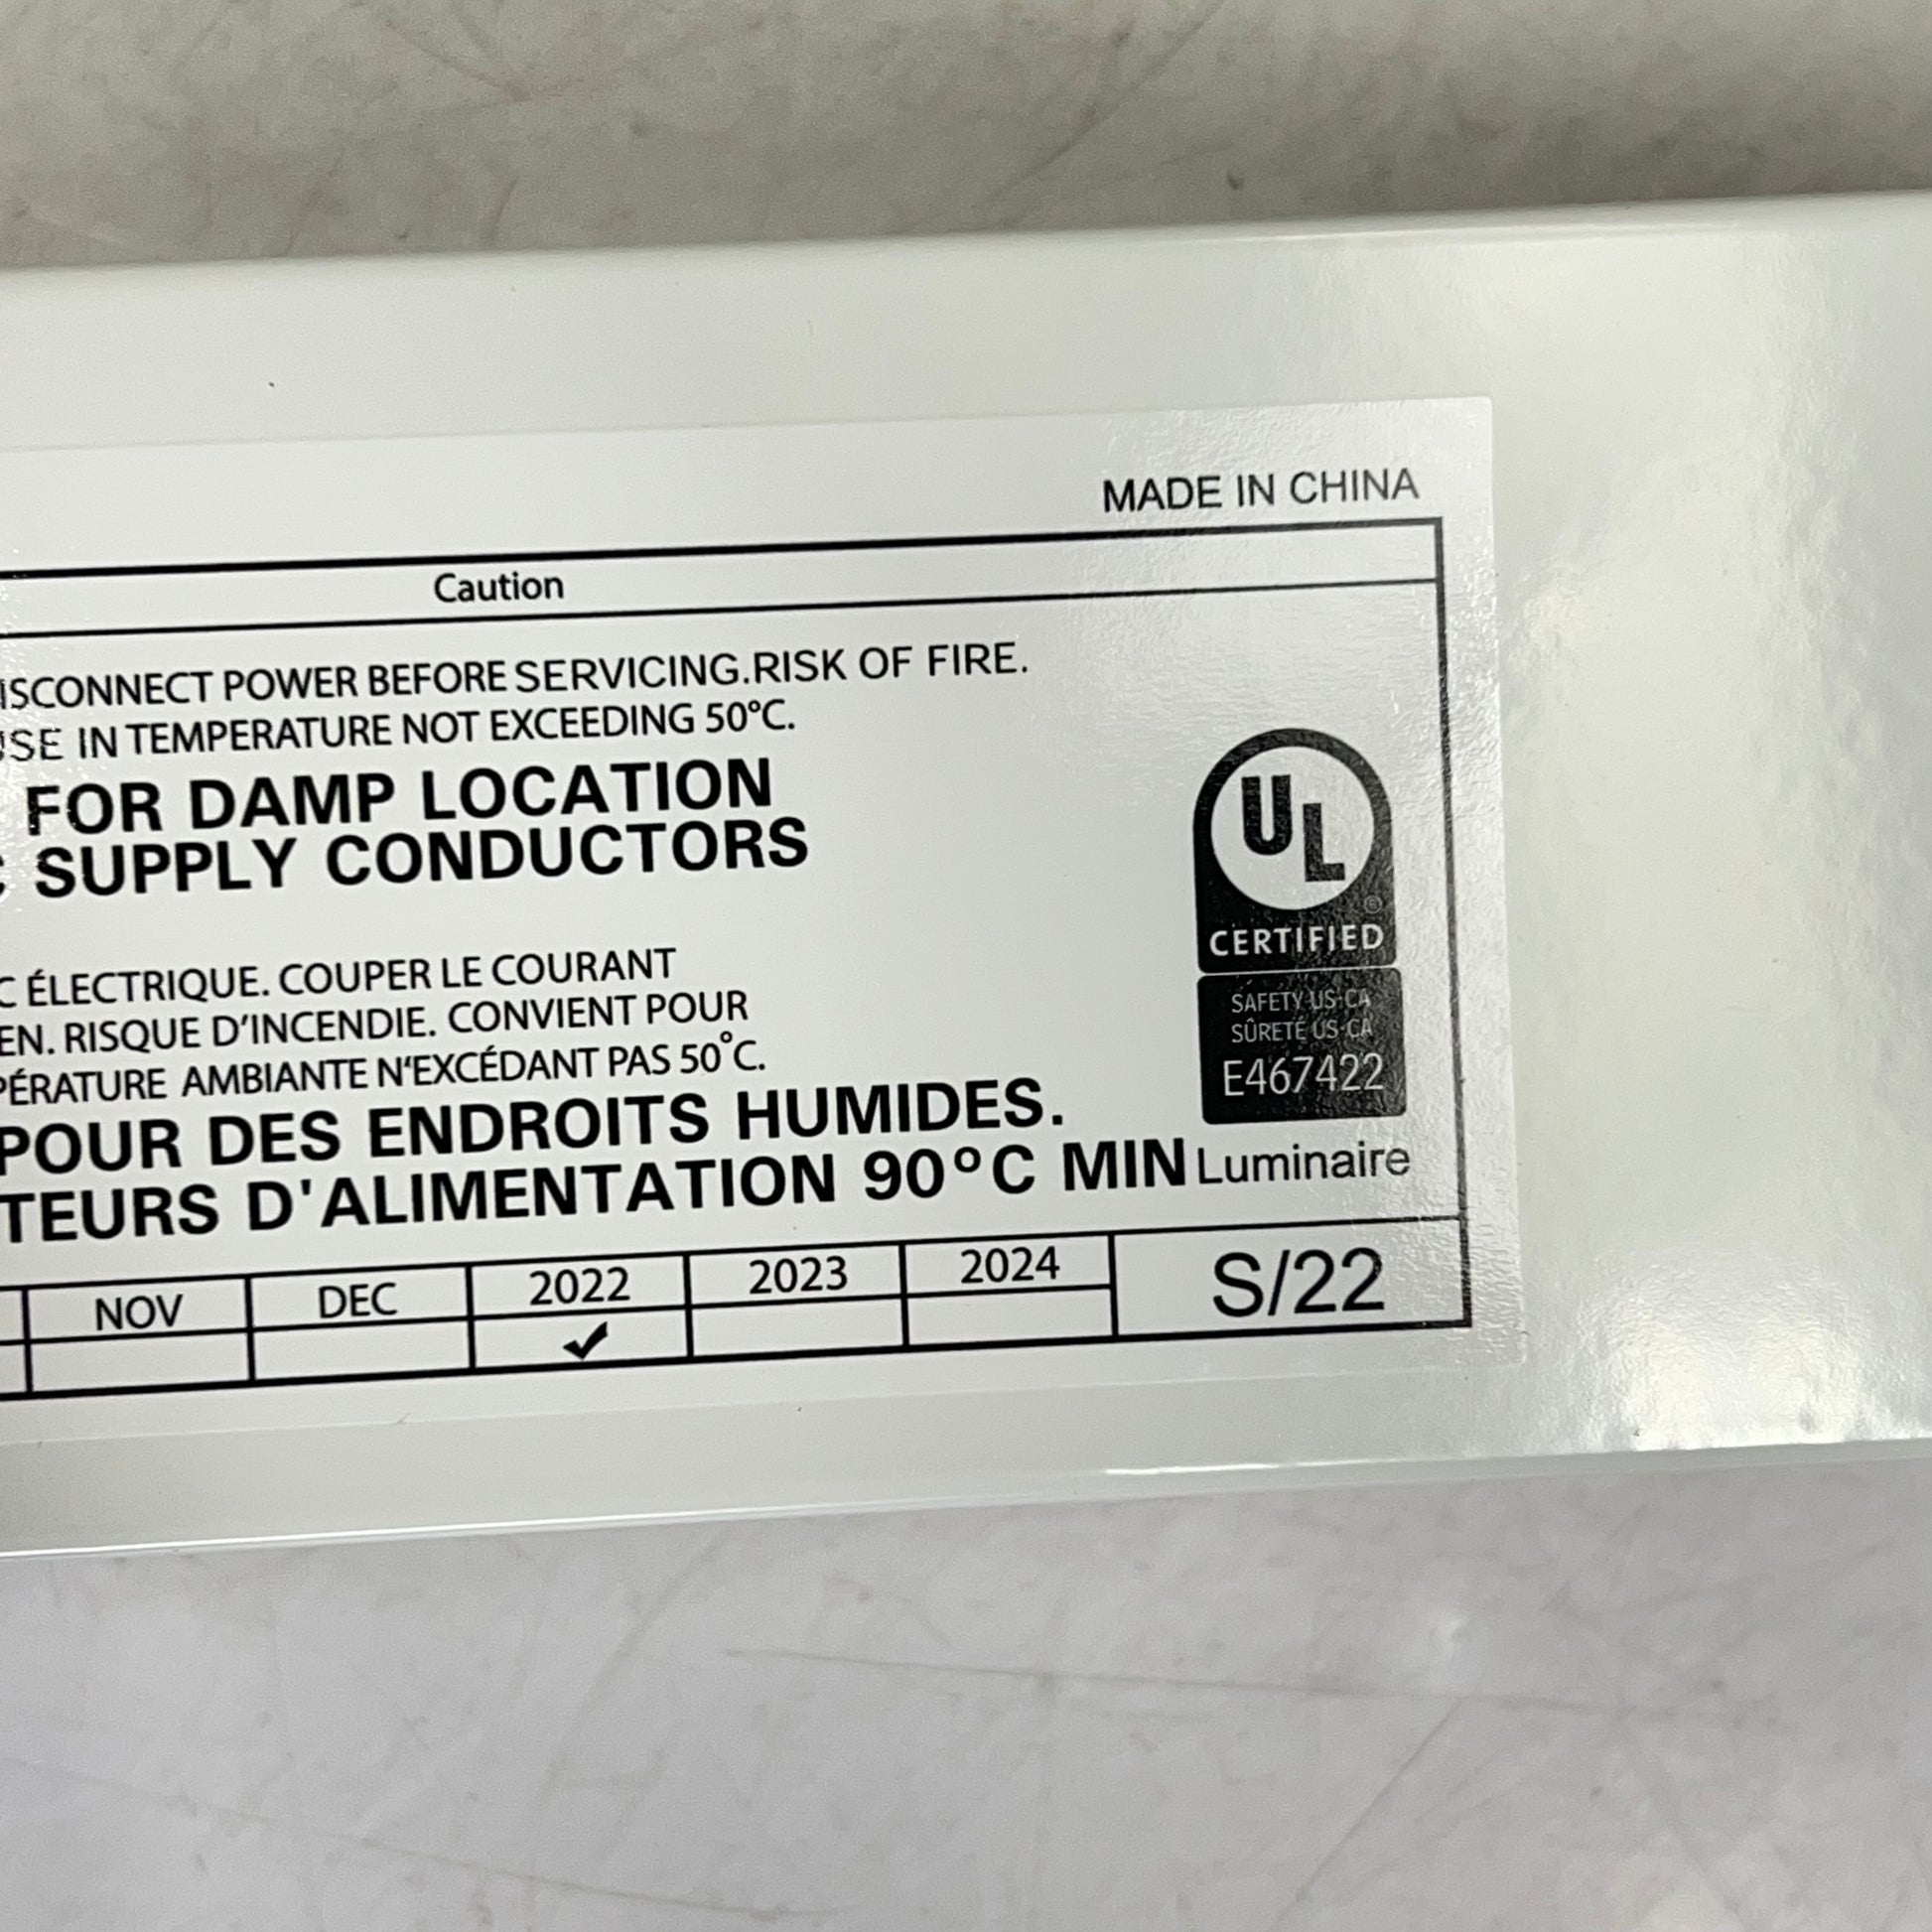 MADE IN CHINA
Caution
ISCONNECT POWER BEFORE SERVICING.RISK OF FIRE.
USE IN TEMPERATURE NOT EXCEEDING 50°C.
FOR DAMP LOCATION
C SUPPLY CONDUCTORS
UL
®
CERTIFIED
SAFETY US-CA
SÛRETÉ US-CA
E467422
Luminaire
C ÉLECTRIQUE. COUPER LE COURANT
EN. RISQUE D'INCENDIE. CONVIENT POUR
PÉRATURE AMBIANTE N'EXCÉDANT PAS 50°C.
POUR DES ENDROITS HUMIDES.
TEURS D'ALIMENTATION 90°C MIN
NOV DEC 2022 2023 2024 S/22
✔